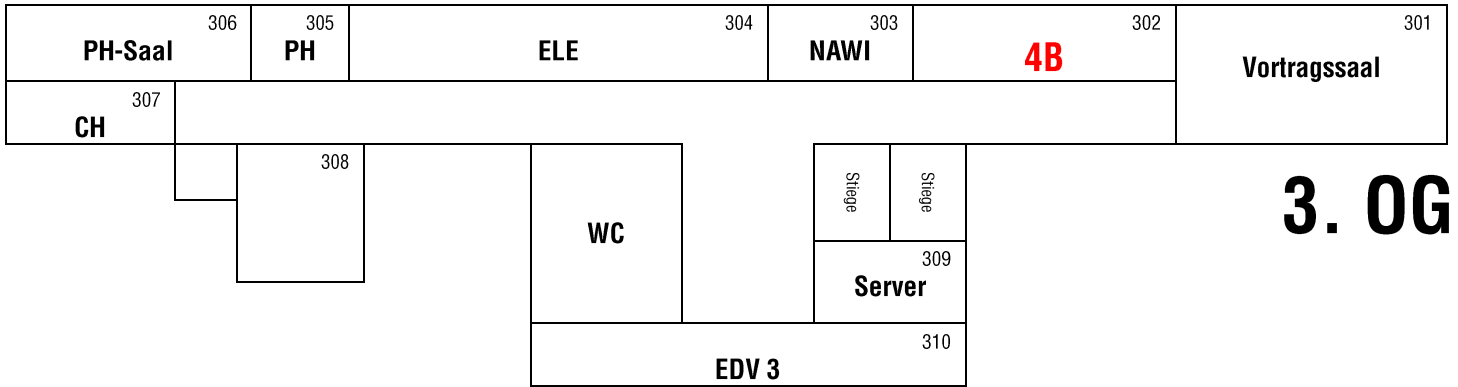 306
PH-Saal
305
PH
304
ELE
303
NAWI
302
4B
301
Vortragssaal
307
CH
308
WC
Stiege
Stiege
3. OG
309
Server
310
EDV 3